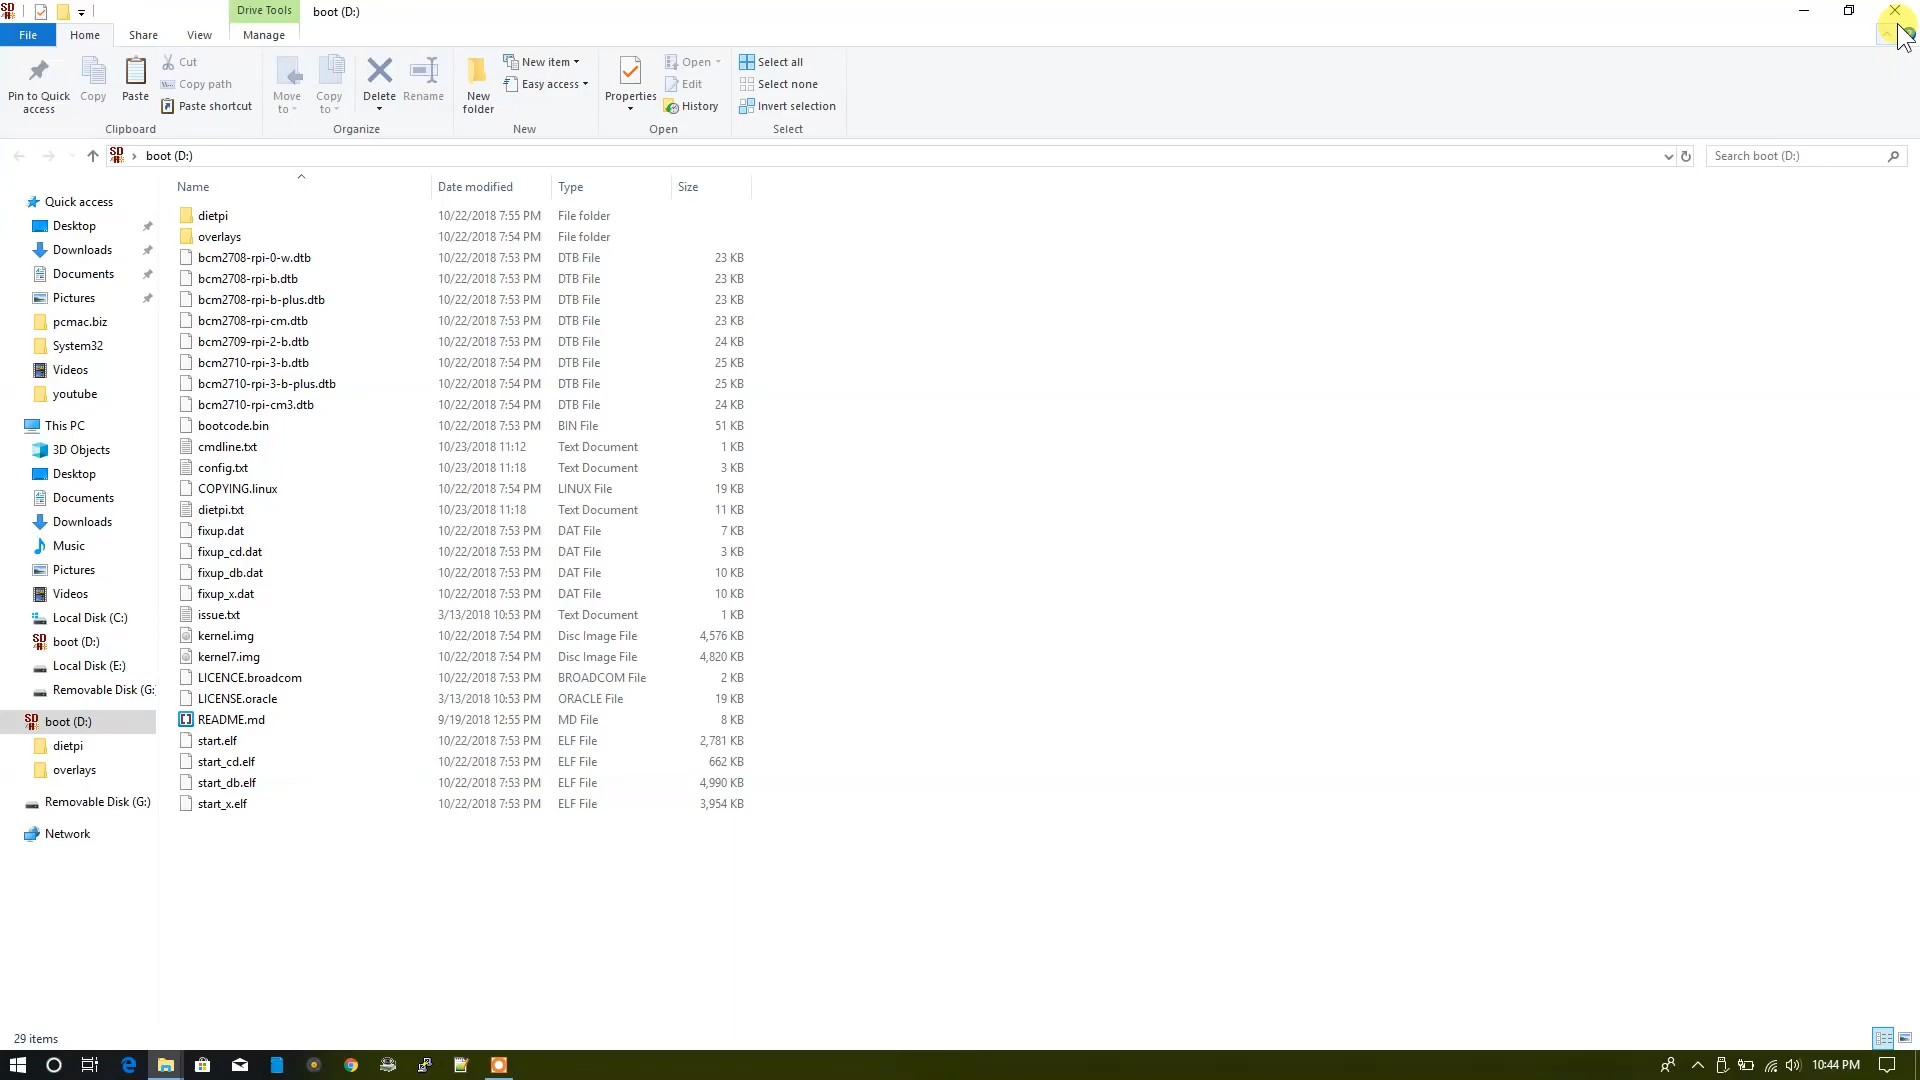 Drive Tools
boot (D:)
File
Home
Share
View
Manage
Pin to Quick access
Copy
Paste
Cut
Copy path
Paste shortcut
Clipboard
Move to
Copy to
Delete
Rename
Organize
New folder
New item
Easy access
New
Properties
Open
Edit
History
Open
Select all
Select none
Invert selection
Select
boot (D:)
Search boot (D:)
Name Date modified Type Size
Quick access
Desktop
Downloads
Documents
Pictures
pcmac.biz
System32
Videos
youtube
This PC
3D Objects
Desktop
Documents
Downloads
Music
Pictures
Videos
Local Disk (C:)
boot (D:)
Local Disk (E:)
Removable Disk (G:
boot (D:)
dietpi
overlays
Removable Disk (G:)
Network
dietpi 10/22/2018 7:55 PM File folder
overlays 10/22/2018 7:54 PM File folder
bcm2708-rpi-0-w.dtb 10/22/2018 7:53 PM DTB File 23 KB
bcm2708-rpi-b.dtb 10/22/2018 7:53 PM DTB File 23 KB
bcm2708-rpi-b-plus.dtb 10/22/2018 7:53 PM DTB File 23 KB
bcm2708-rpi-cm.dtb 10/22/2018 7:53 PM DTB File 23 KB
bcm2709-rpi-2-b.dtb 10/22/2018 7:53 PM DTB File 24 KB
bcm2710-rpi-3-b.dtb 10/22/2018 7:54 PM DTB File 25 KB
bcm2710-rpi-3-b-plus.dtb 10/22/2018 7:54 PM DTB File 25 KB
bcm2710-rpi-cm3.dtb 10/22/2018 7:54 PM DTB File 24 KB
bootcode.bin 10/22/2018 7:53 PM BIN File 51 KB
cmdline.txt 10/23/2018 11:12 Text Document 1 KB
config.txt 10/23/2018 11:18 Text Document 3 KB
COPYING.linux 10/22/2018 7:54 PM LINUX File 19 KB
dietpi.txt 10/23/2018 11:18 Text Document 11 KB
fixup.dat 10/22/2018 7:53 PM DAT File 7 KB
fixup_cd.dat 10/22/2018 7:53 PM DAT File 3 KB
fixup_db.dat 10/22/2018 7:53 PM DAT File 10 KB
fixup_x.dat 10/22/2018 7:53 PM DAT File 10 KB
issue.txt 3/13/2018 10:53 PM Text Document 1 KB
kernel.img 10/22/2018 7:54 PM Disc Image File 4,576 KB
kernel7.img 10/22/2018 7:54 PM Disc Image File 4,820 KB
LICENCE.broadcom 10/22/2018 7:53 PM BROADCOM File 2 KB
LICENSE.oracle 3/13/2018 10:53 PM ORACLE File 19 KB
README.md 9/19/2018 12:55 PM MD File 8 KB
start.elf 10/22/2018 7:53 PM ELF File 2,781 KB
start_cd.elf 10/22/2018 7:53 PM ELF File 662 KB
start_db.elf 10/22/2018 7:53 PM ELF File 4,990 KB
start_x.elf 10/22/2018 7:53 PM ELF File 3,954 KB
29 items
10:44 PM